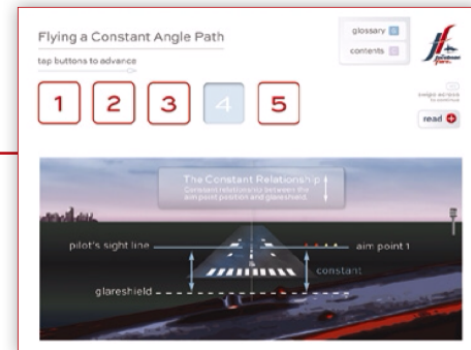 Flying a Constant Angle Path
tap buttons to advance
glossary
contents
1 2 3 4 5
read
The Constant Relationship
Constant relationship between the
aim point position and glareshield.
pilot's sight line
aim point 1
constant
glareshield